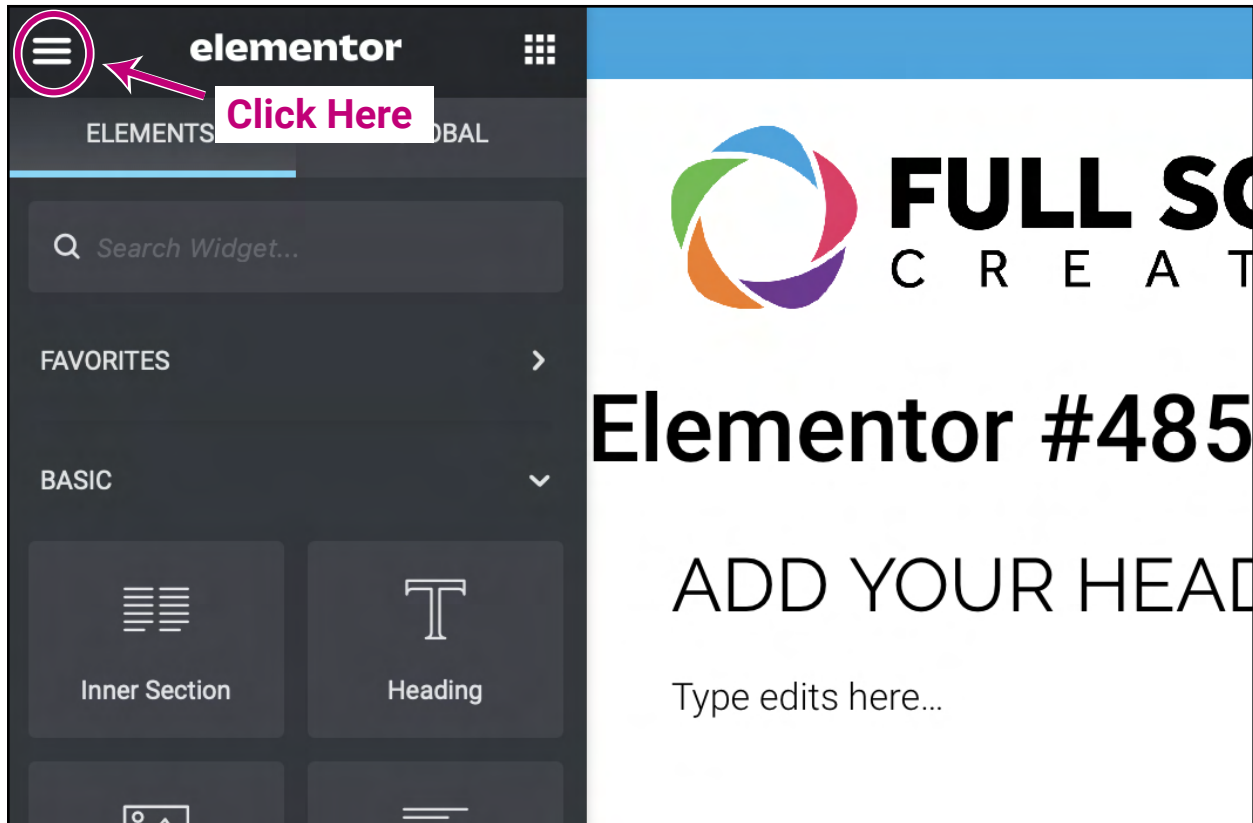 elementor
Click Here
ELEMENTS
OBAL
Search Widget...
FAVORITES
BASIC
Inner Section
Heading
FULL SC
CREAT
Elementor #485
ADD YOUR HEAD
Type edits here...